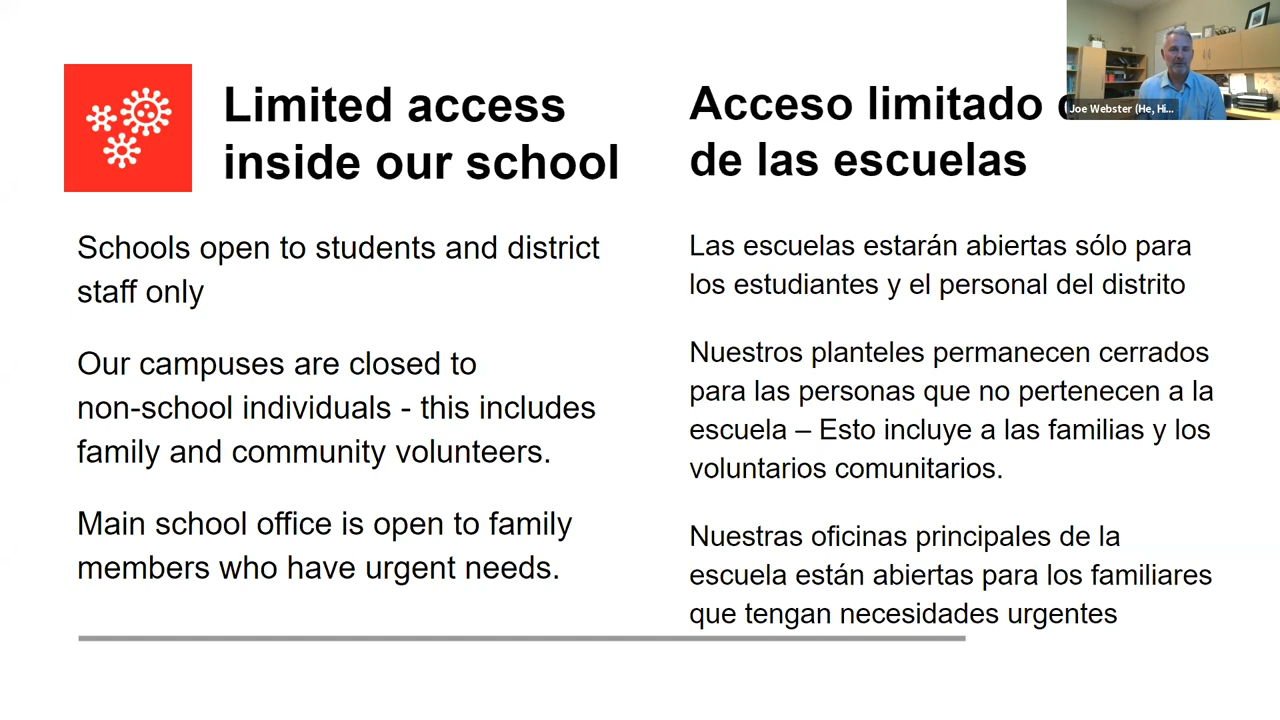 Limited access
inside our school
Schools open to students and district
staff only
Our campuses are closed to
non-school individuals - this includes
family and community volunteers.
Main school office is open to family
members who have urgent needs.
Acceso limitado
de las escuelas
Las escuelas estarán abiertas sólo para
los estudiantes y el personal del distrito
Nuestros planteles permanecen cerrados
para las personas que no pertenecen a la
escuela – Esto incluye a las familias y los
voluntarios comunitarios.
Nuestras oficinas principales de la
escuela están abiertas para los familiares
que tengan necesidades urgentes
Joe Webster (He, Hi...